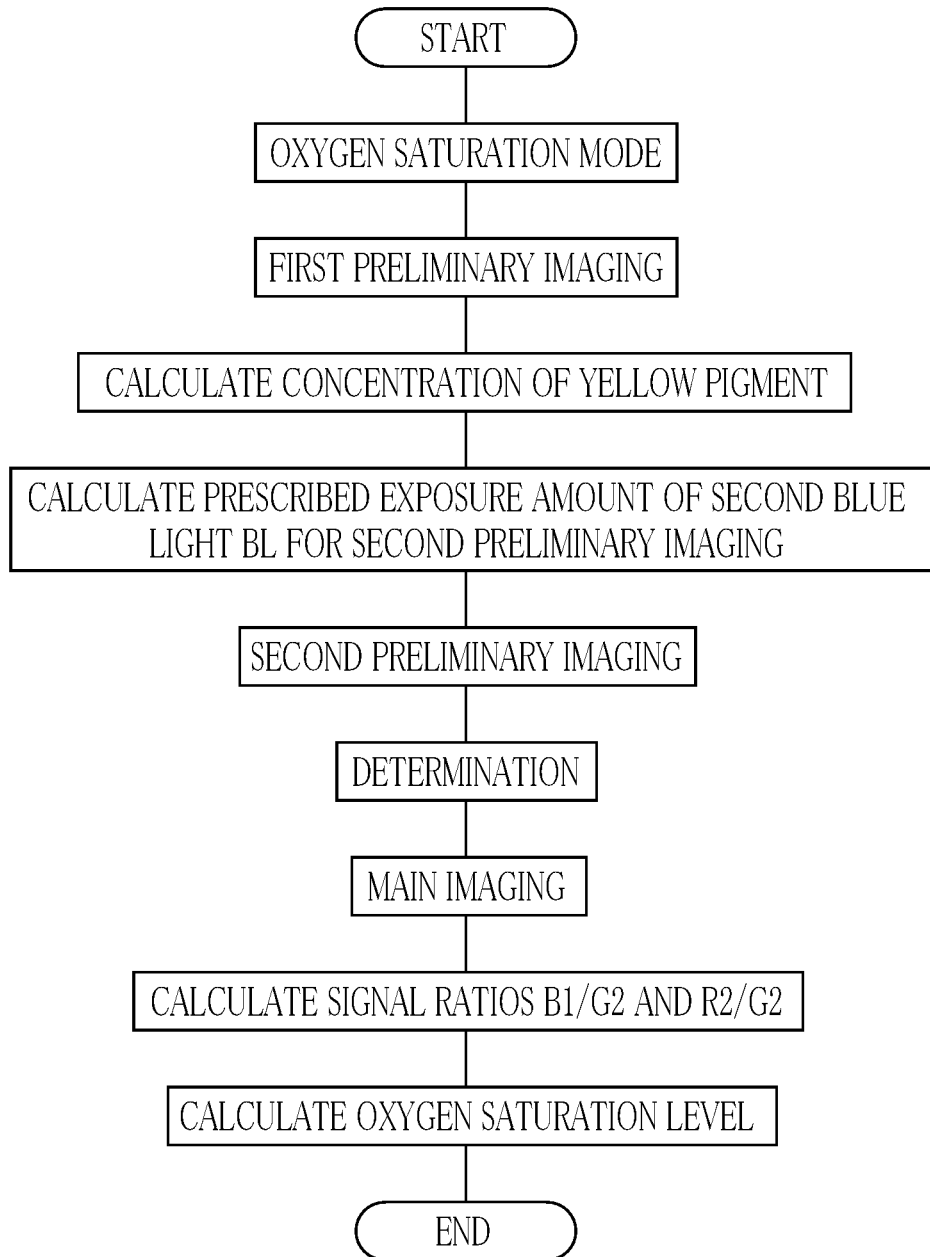 START
OXYGEN SATURATION MODE
FIRST PRELIMINARY IMAGING
CALCULATE CONCENTRATION OF YELLOW PIGMENT
CALCULATE PRESCRIBED EXPOSURE AMOUNT OF SECOND BLUE
LIGHT BL FOR SECOND PRELIMINARY IMAGING
SECOND PRELIMINARY IMAGING
DETERMINATION
MAIN IMAGING
CALCULATE SIGNAL RATIOS B1/G2 AND R2/G2
CALCULATE OXYGEN SATURATION LEVEL
END